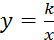 y = k/x